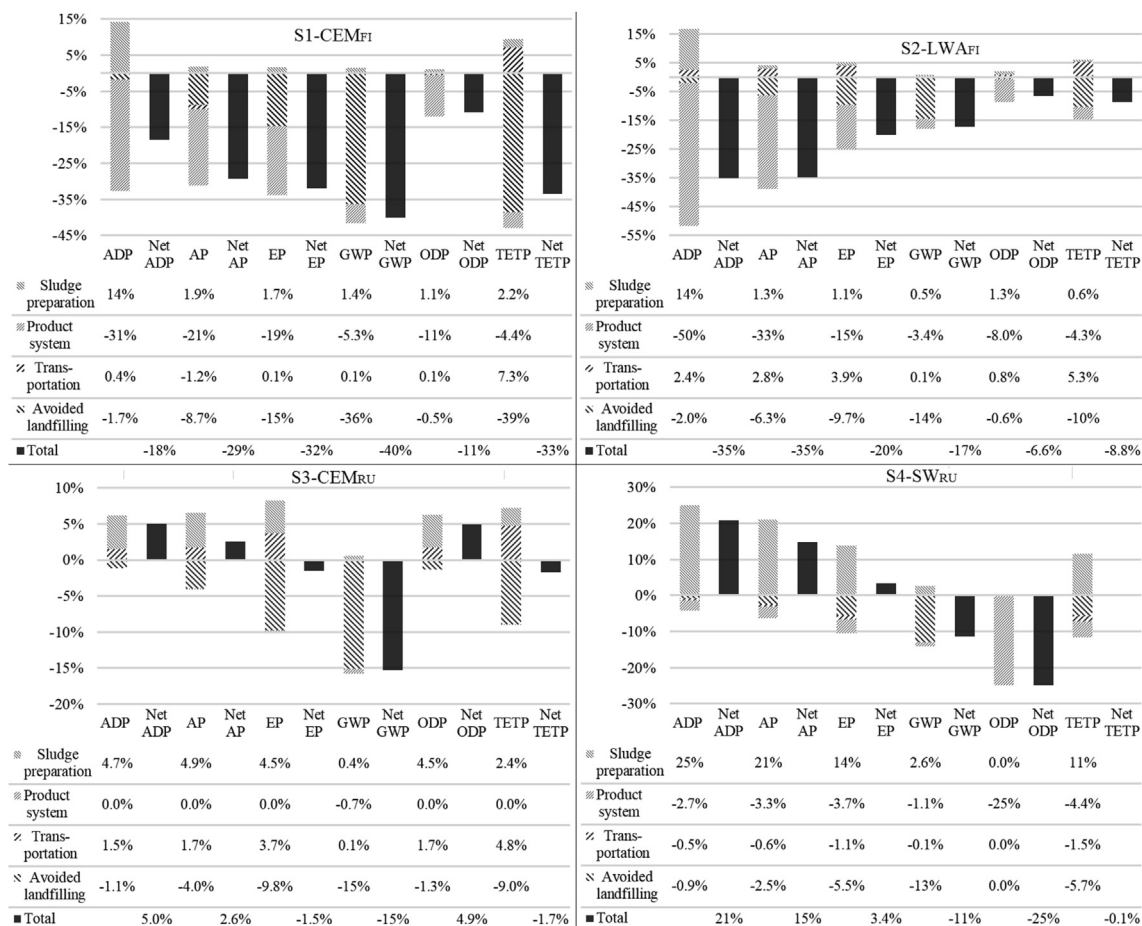 S1-CEMFI
15%
5%
-5%
-15%
-25%
-35%
-45%
ADP Net ADP AP Net AP EP Net EP GWP Net GWP ODP Net ODP TETP Net TETP
Sludge preparation 14% 1.9% 1.7% 1.4% 1.1% 2.2%
Product system -31% -21% -19% -5.3% -11% -4.4%
Trans-portation 0.4% -1.2% 0.1% 0.1% 0.1% 7.3%
Avoided landfilling -1.7% -8.7% -15% -36% -0.5% -39%
Total -18% -29% -32% -40% -11% -33%
S2-LWAFI
15%
5%
-5%
-15%
-25%
-35%
-45%
-55%
ADP Net ADP AP Net AP EP Net EP GWP Net GWP ODP Net ODP TETP Net TETP
Sludge preparation 14% 1.3% 1.1% 0.5% 1.3% 0.6%
Product system -50% -33% -15% -3.4% -8.0% -4.3%
Trans-portation 2.4% 2.8% 3.9% 0.1% 0.8% 5.3%
Avoided landfilling -2.0% -6.3% -9.7% -14% -0.6% -10%
Total -35% -35% -20% -17% -6.6% -8.8%
S3-CEMRU
10%
5%
0%
-5%
-10%
-15%
-20%
ADP Net ADP AP Net AP EP Net EP GWP Net GWP ODP Net ODP TETP Net TETP
Sludge preparation 4.7% 4.9% 4.5% 0.4% 4.5% 2.4%
Product system 0.0% 0.0% 0.0% -0.7% 0.0% 0.0%
Trans-portation 1.5% 1.7% 3.7% 0.1% 1.7% 4.8%
Avoided landfilling -1.1% -4.0% -9.8% -15% -1.3% -9.0%
Total 5.0% 2.6% -1.5% -15% 4.9% -1.7%
S4-SWRU
30%
20%
10%
0%
-10%
-20%
-30%
ADP Net ADP AP Net AP EP Net EP GWP Net GWP ODP Net ODP TETP Net TETP
Sludge preparation 25% 21% 14% 2.6% 0.0% 11%
Product system -2.7% -3.3% -3.7% -1.1% -25% -4.4%
Trans-portation -0.5% -0.6% -1.1% -0.1% 0.0% -1.5%
Avoided landfilling -0.9% -2.5% -5.5% -13% 0.0% -5.7%
Total 21% 15% 3.4% -11% -25% -0.1%